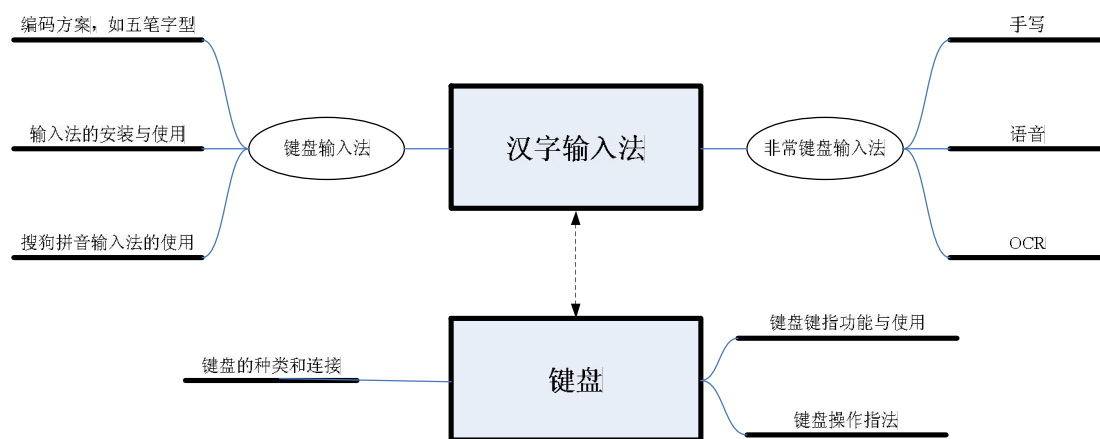 编码方案，如五笔字型
手写
汉字输入法
输入法的安装与使用
键盘输入法
非常键盘输入法
语音
搜狗拼音输入法的使用
OCR
键盘键指功能与使用
键盘的种类和连接
键盘
键盘操作指法